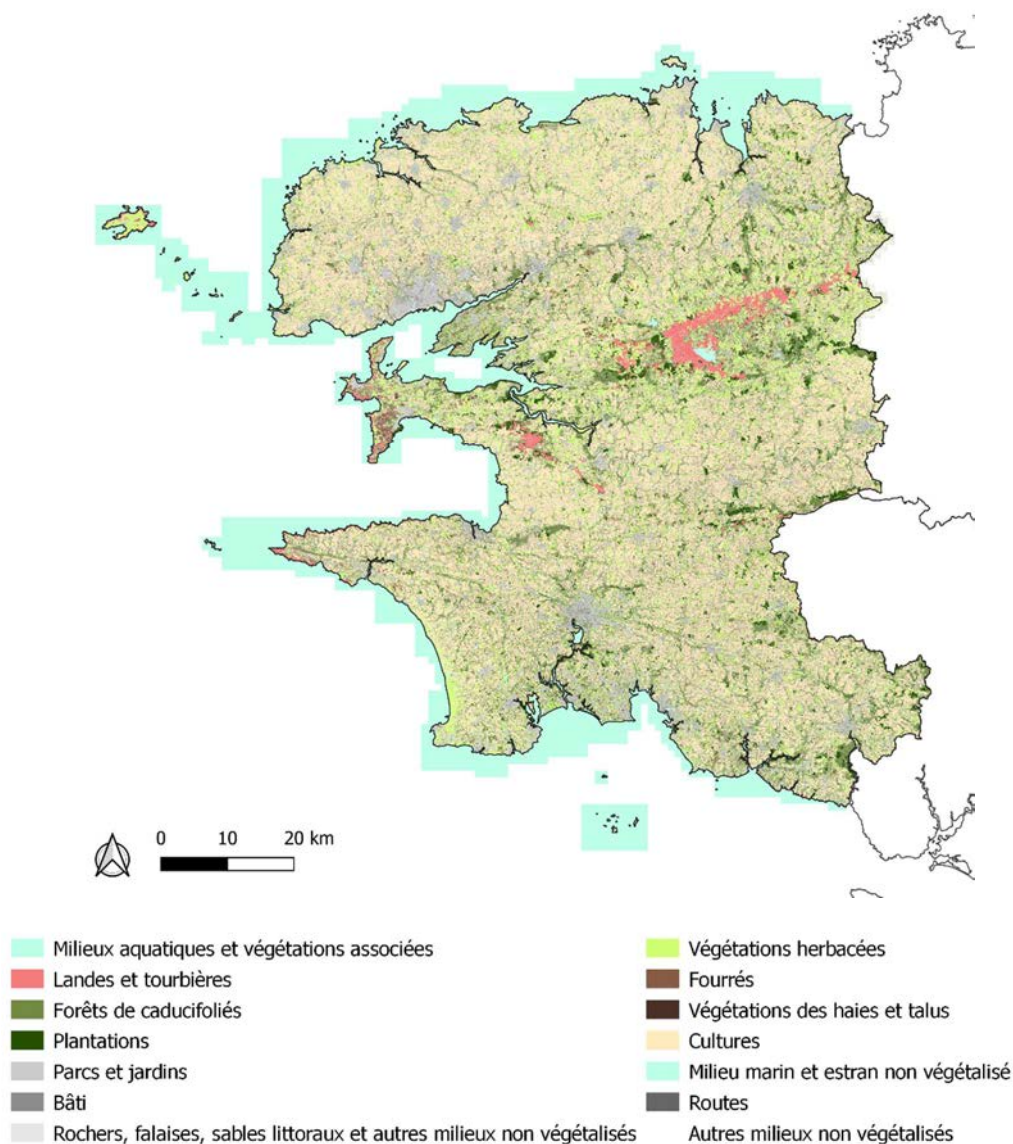 0 10 20 km
Milieux aquatiques et végétations associées
Landes et tourbières
Forêts de caducifoliés
Plantations
Parcs et jardins
Bâti
Rochers, falaises, sables littoraux et autres milieux non végétalisés
Végétations herbacées
Fourrés
Végétations des haies et talus
Cultures
Milieu marin et estran non végétalisé
Routes
Autres milieux non végétalisés